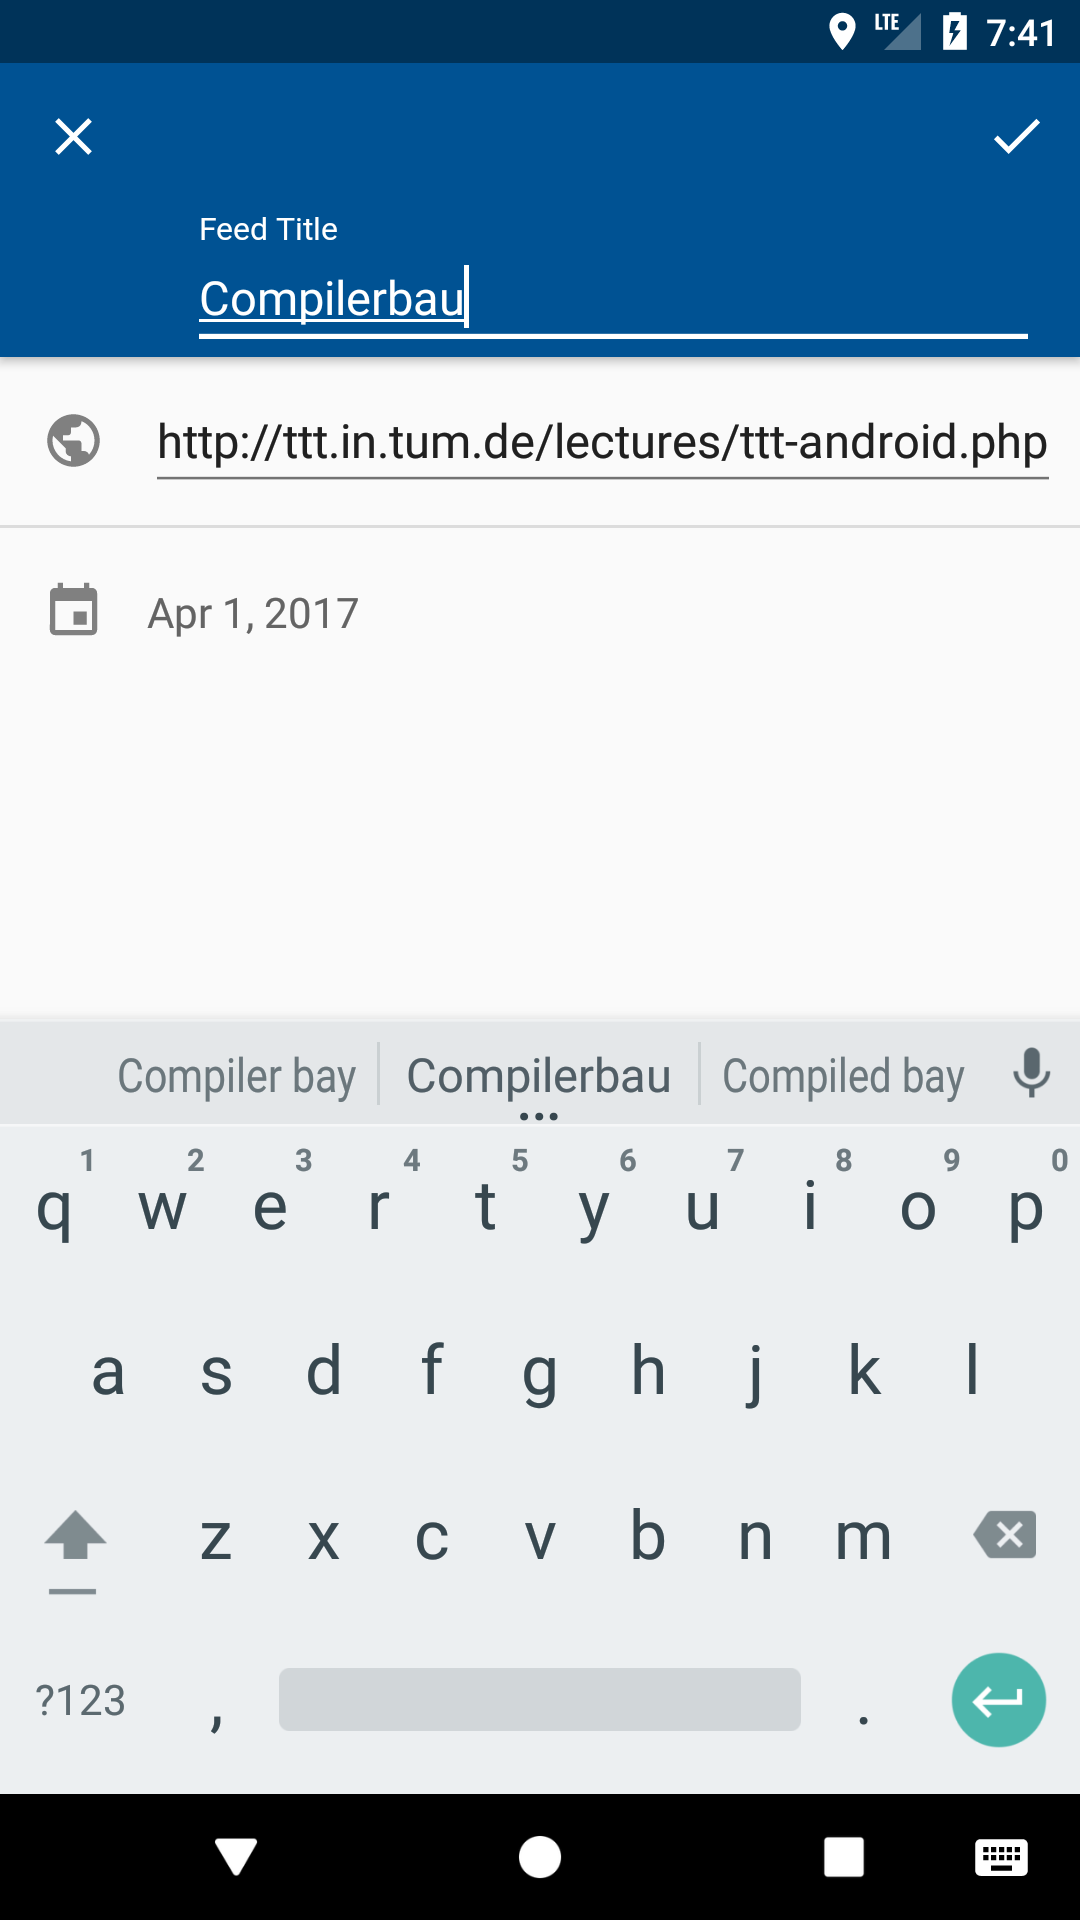 LTE 7:41
Feed Title
Compilerbau
http://ttt.in.tum.de/lectures/ttt-android.php
Apr 1, 2017
Compiler bay Compilerbau Compiled bay
1 2 3 4 5 6 7 8 9 0
q w e r t y u i o p
a s d f g h j k l
z x c v b n m
?123 , .